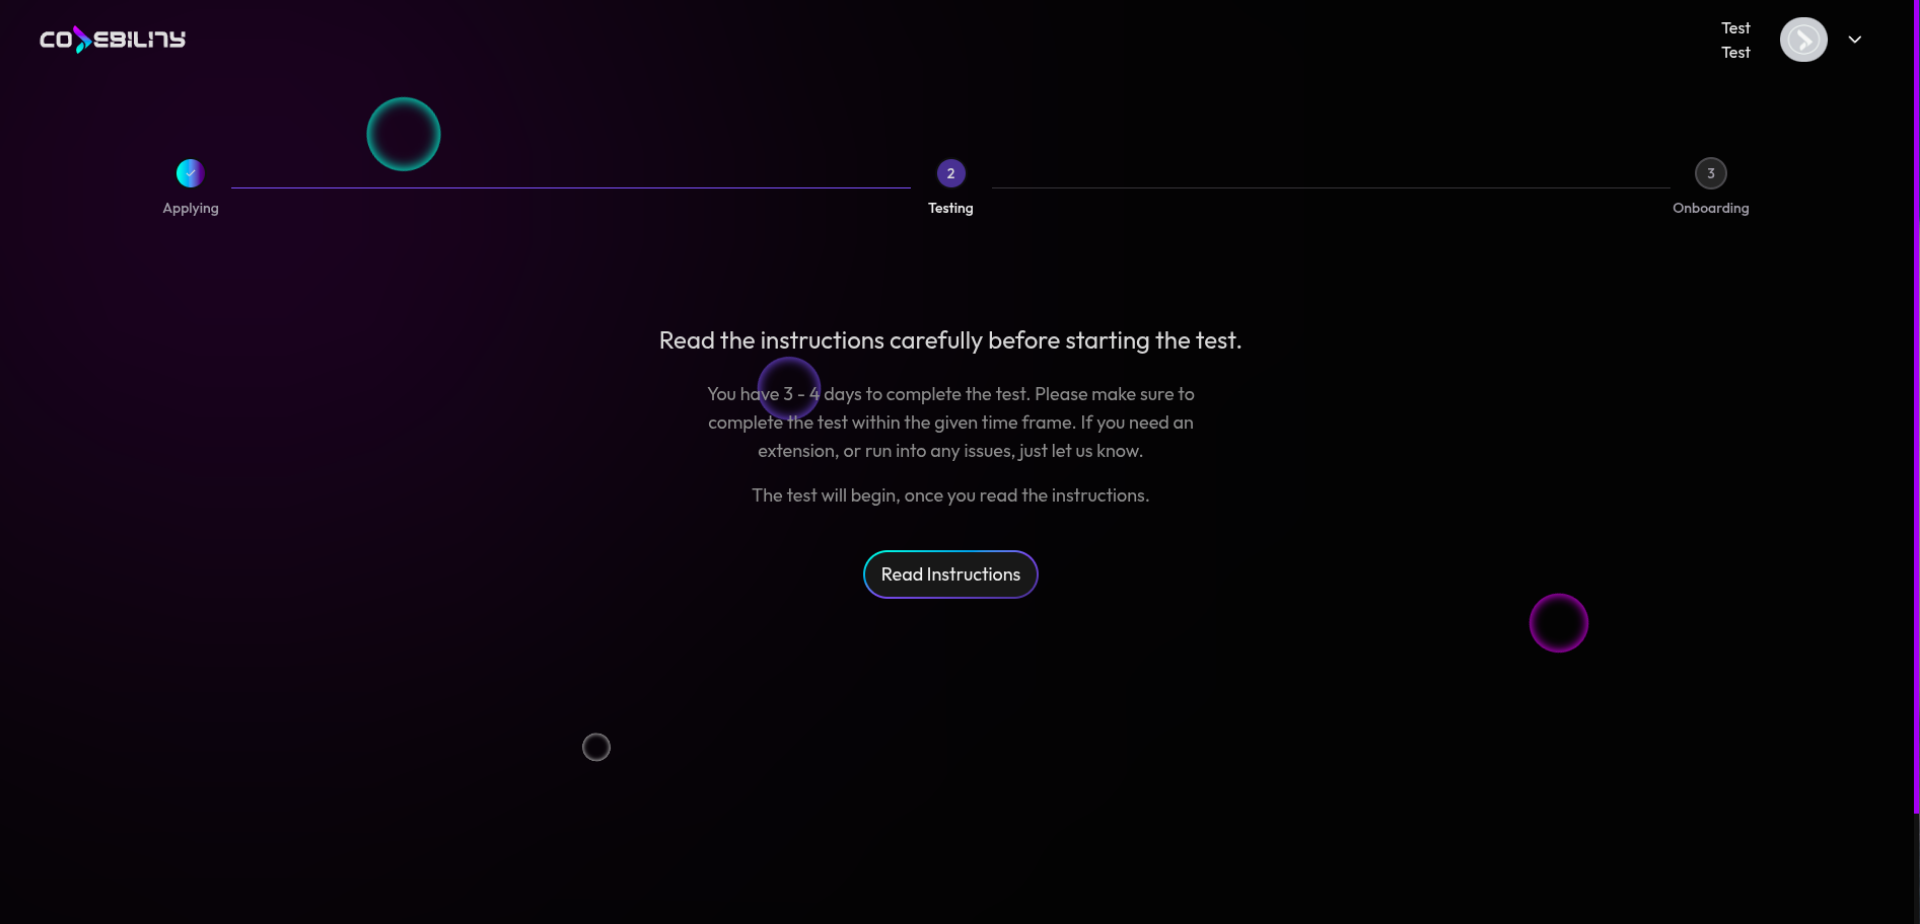 CODEBILITY
Test
Test
2
3
Applying
Testing
Onboarding
Read the instructions carefully before starting the test.
You have 3 - 4 days to complete the test. Please make sure to
complete the test within the given time frame. If you need an
extension, or run into any issues, just let us know.
The test will begin, once you read the instructions.
Read Instructions